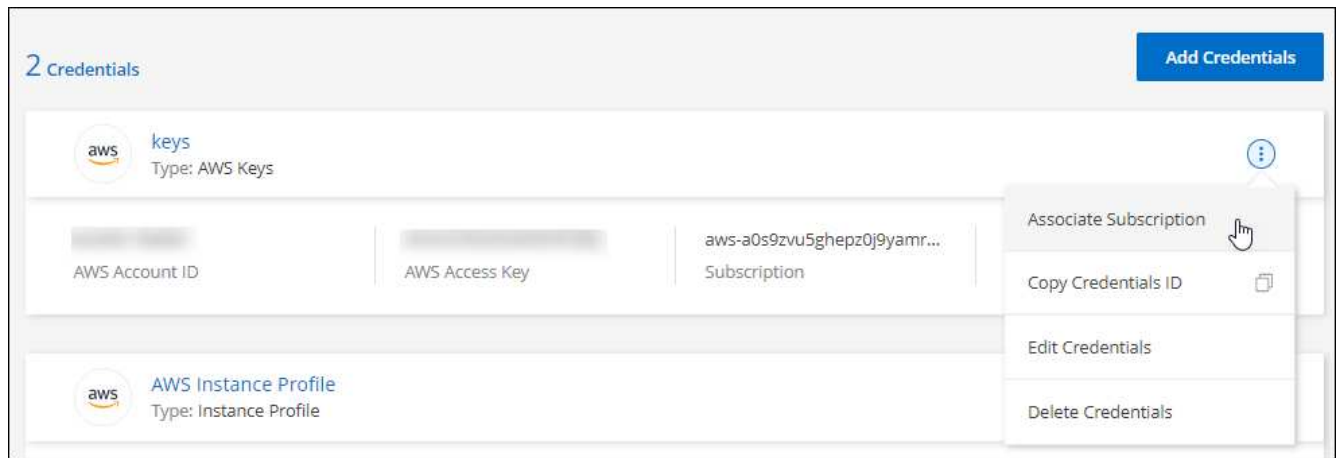 2 Credentials
Add Credentials
aws
keys
Type: AWS Keys
Associate Subscription
aws-a0s9zvu5ghepz0j9yamr...
AWS Account ID
AWS Access Key
Subscription
Copy Credentials ID
Edit Credentials
aws
AWS Instance Profile
Type: Instance Profile
Delete Credentials